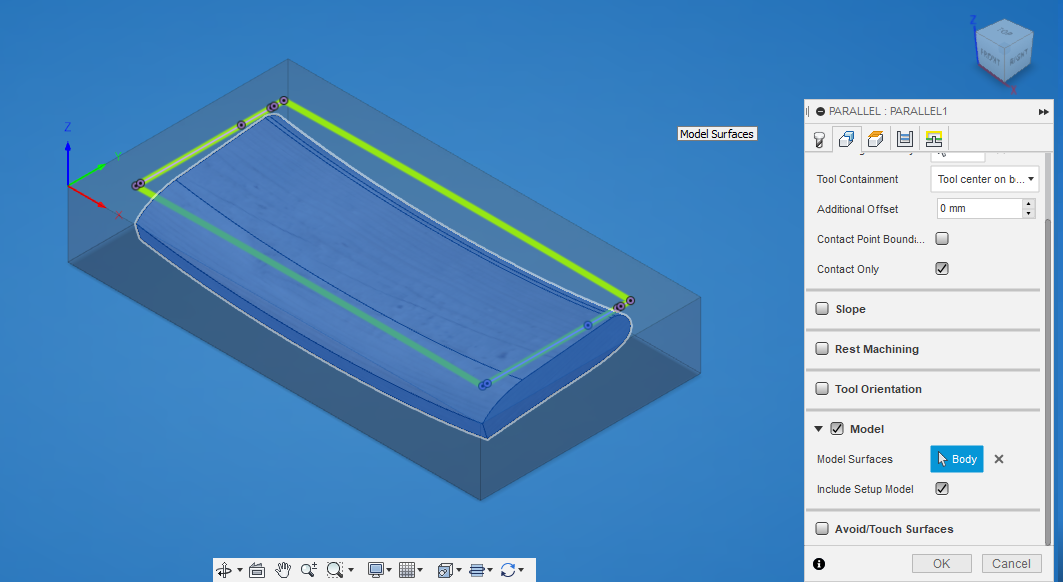 Z
TOP
FRONT
RIGHT
X
PARALLEL : PARALLEL1
Model Surfaces
Z
Y
X
Tool Containment Tool center on b...
Additional Offset 0 mm
Contact Point Bounda...
Contact Only
Slope
Rest Machining
Tool Orientation
Model
Model Surfaces Body
Include Setup Model
Avoid/Touch Surfaces
OK Cancel